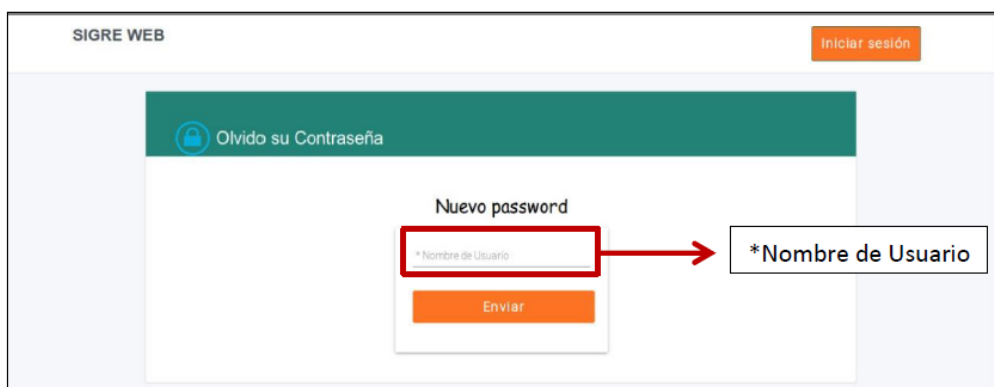 SIGRE WEB
Iniciar sesión
Olvido su Contraseña
Nuevo password
* Nombre de Usuario
*Nombre de Usuario
Enviar